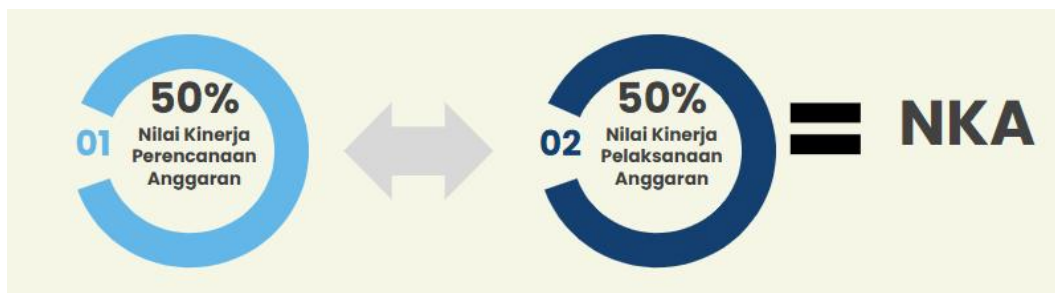 50%
01
Nilai Kinerja
Perencanaan
Anggaran
50%
02
Nilai Kinerja
Pelaksanaan
Anggaran
= NKA